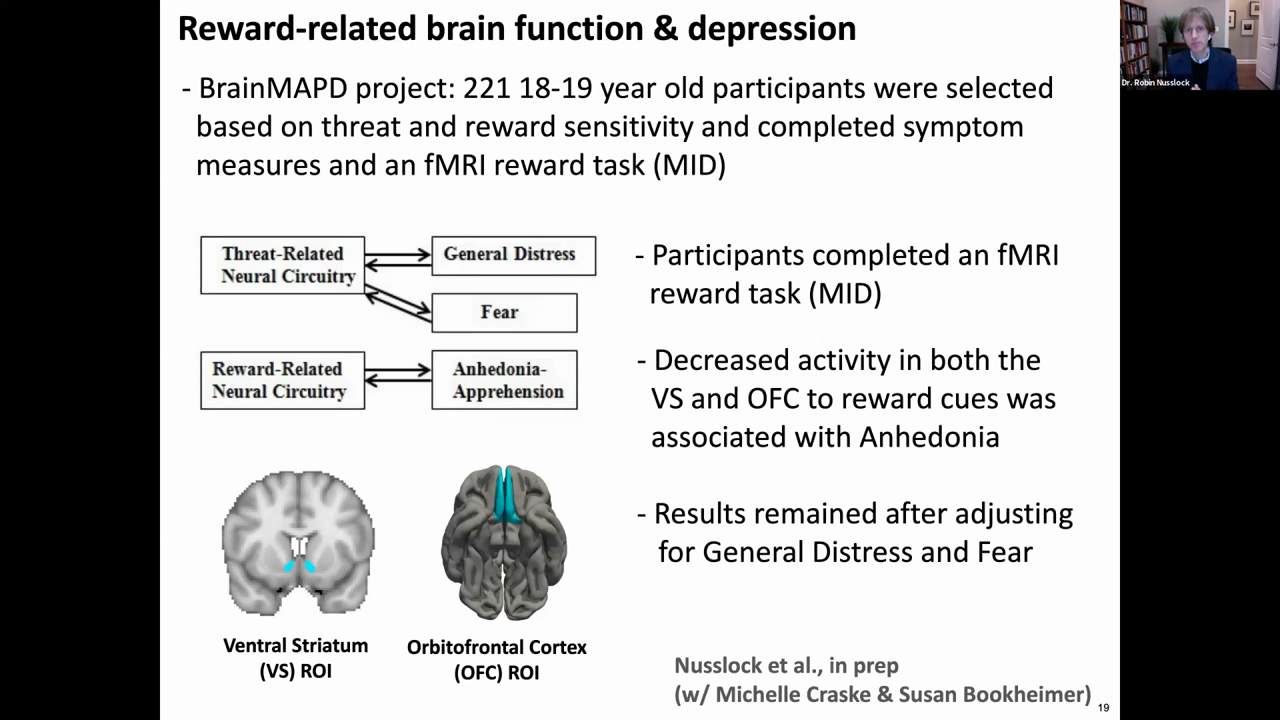 Reward-related brain function & depression
- BrainMAPD project: 221 18-19 year old participants were selected
based on threat and reward sensitivity and completed symptom
measures and an fMRI reward task (MID)
Threat-Related
Neural Circuitry
General Distress
Fear
Reward-Related
Neural Circuitry
Anhedonia-
Apprehension
- Participants completed an fMRI
reward task (MID)
- Decreased activity in both the
VS and OFC to reward cues was
associated with Anhedonia
- Results remained after adjusting
for General Distress and Fear
Ventral Striatum
(VS) ROI
Orbitofrontal Cortex
(OFC) ROI
Nusslock et al., in prep
(w/ Michelle Craske & Susan Bookheimer)
19
Dr. Robin Nusslock